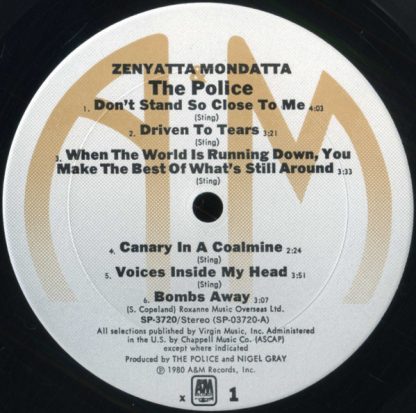 ZENYATTA MONDATTA
The Police
1. Don't Stand So Close To Me 4:03
(Sting)
2. Driven To Tears 3:21
(Sting)
3. When The World Is Running Down, You
Make The Best Of What's Still Around 3:33
(Sting)
4. Canary In A Coalmine 2:24
(Sting)
5. Voices Inside My Head 3:51
(Sting)
6. Bombs Away 3:07
(S. Copeland) Roxanne Music Overseas Ltd.
SP-3720/Stereo (SP-03720-A)
All selections published by Virgin Music, Inc. Administered
in the U.S. by Chappell Music Co. (ASCAP)
except where indicated
Produced by THE POLICE and NIGEL GRAY
℗ 1980 A&M Records, Inc.
x A&M 1